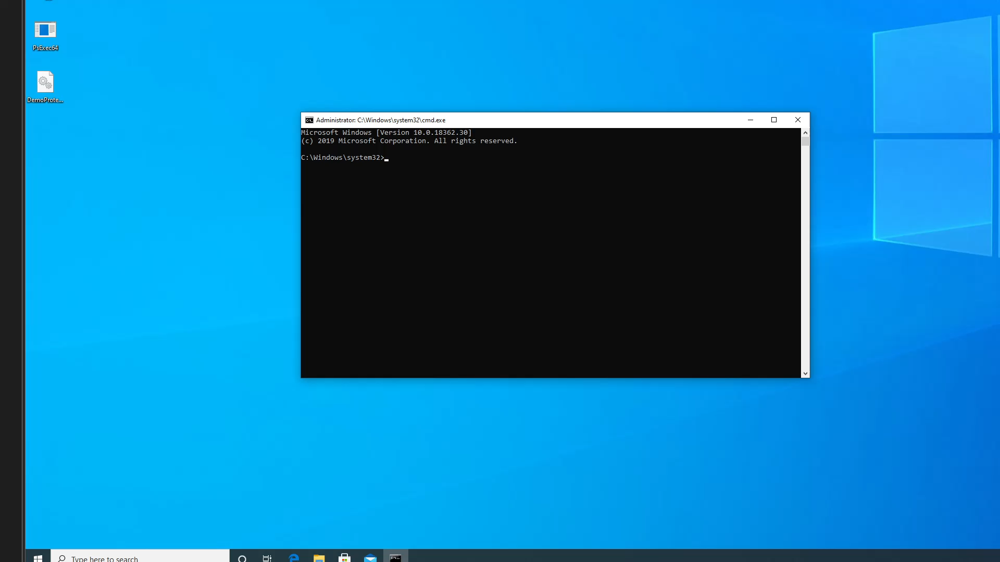 PsExec64
DemoProte...
Administrator: C:\Windows\system32\cmd.exe
Microsoft Windows [Version 10.0.18362.30]
(c) 2019 Microsoft Corporation. All rights reserved.
C:\Windows\system32>
Type here to search